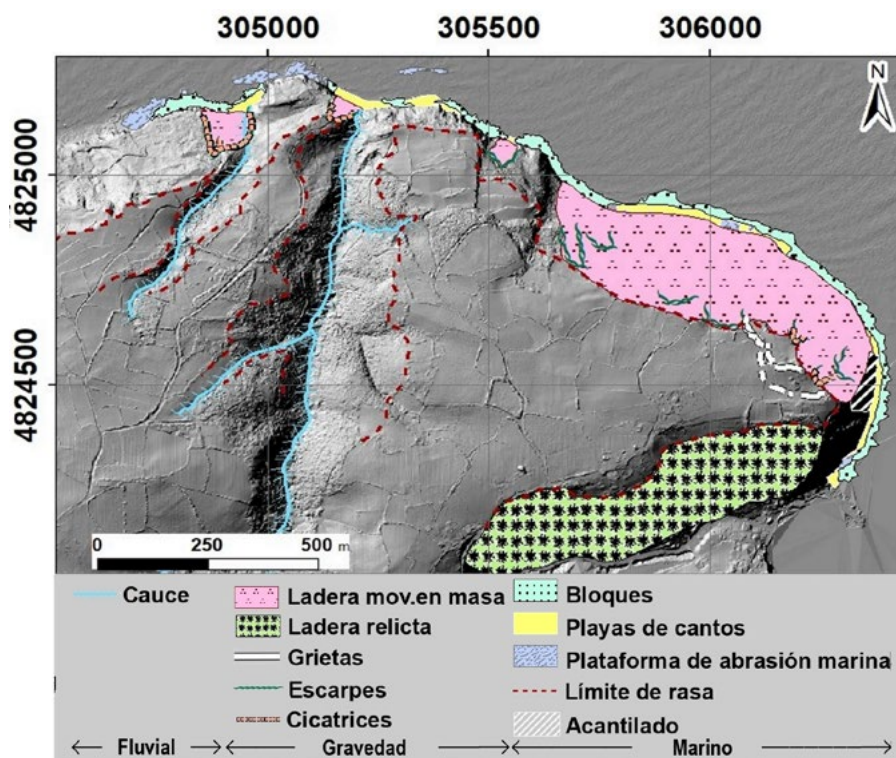 305000 305500 306000
N
4825000
4824500
0 250 500 m
Cauce
Ladera mov.en masa
Ladera relicta
Grietas
Escarpes
Cicatrices
Bloques
Playas de cantos
Plataforma de abrasión marina
Límite de rasa
Acantilado
Fluvial Gravedad Marino